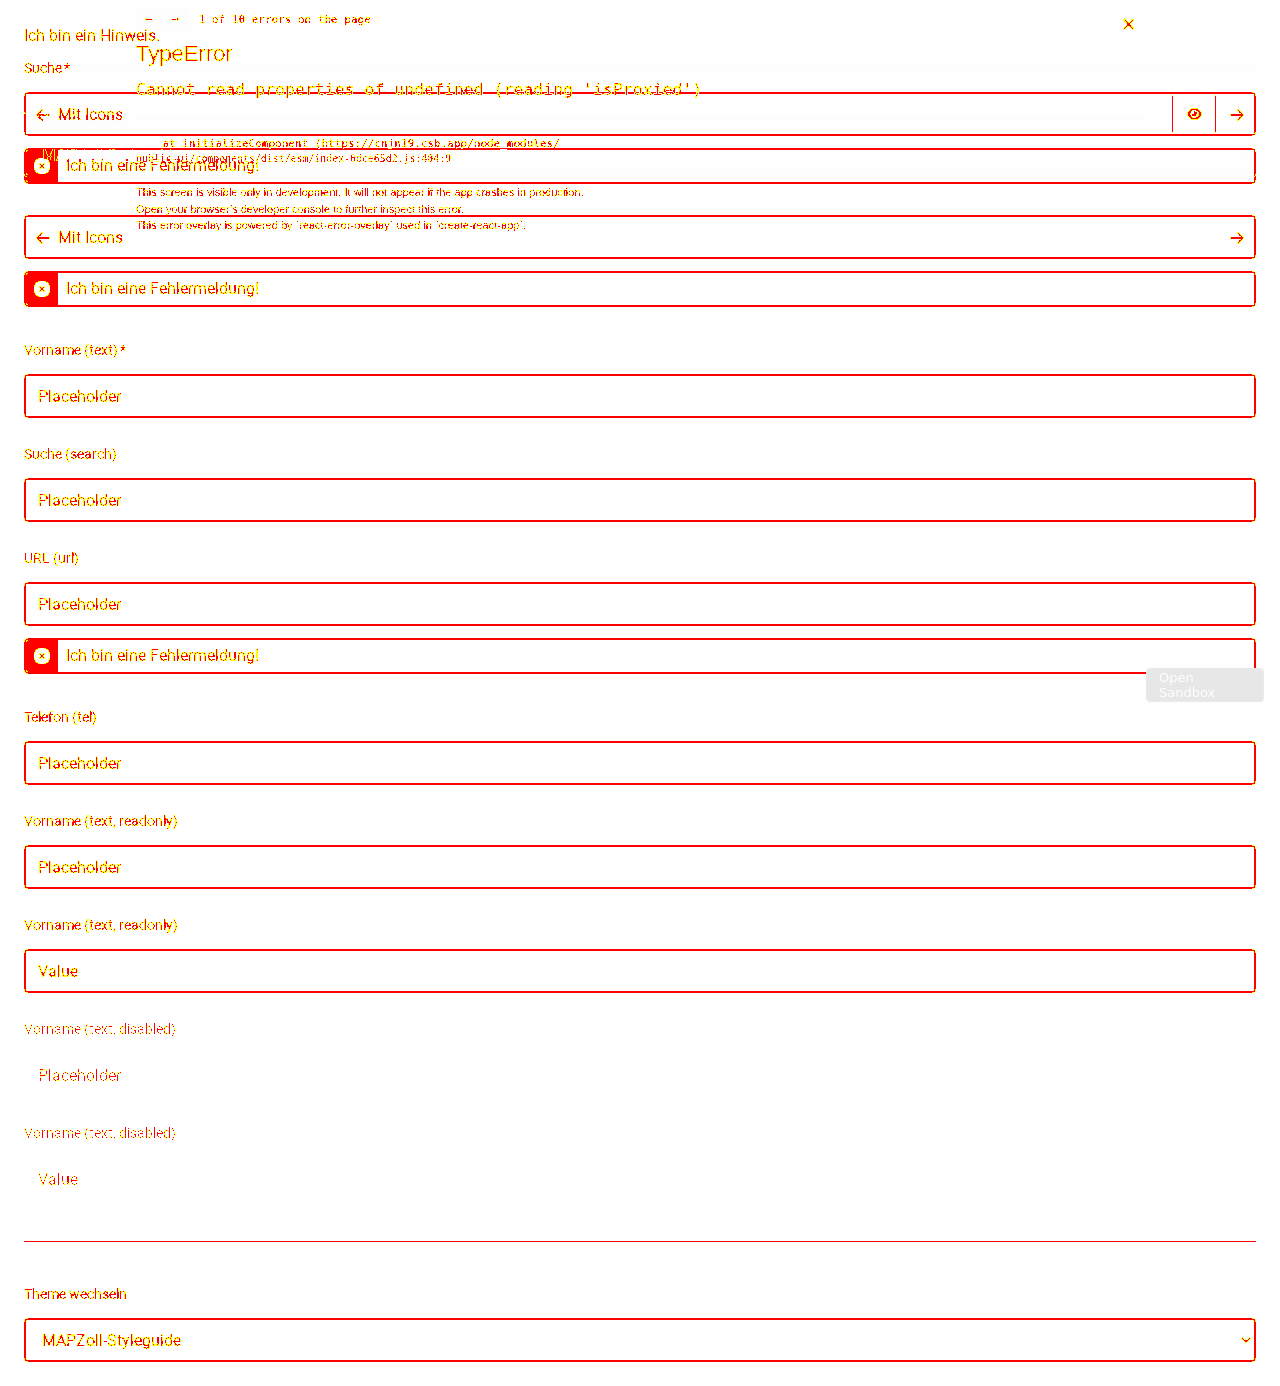 ← → 1 of 10 errors on the page
Ich bin ein Hinweis.
TypeError
Suche*
Cannot read properties of undefined (reading 'isProxied')
Mit Icons
at initializeComponent (https://cnini9.csb.app/node_modules/
public-ui/components/dist/esm/index-6dce65d2.js:404:9
Ich bin eine Fehlermeldung!
This screen is visible only in development. It will not appear if the app crashes in production.
Open your browser's developer console to further inspect this error.
This error overlay is powered by `react-error-overlay` used in `create-react-app`.
Mit Icons
Ich bin eine Fehlermeldung!
Vorname (text)*
Placeholder
Suche (search)
Placeholder
URL (url)
Placeholder
Ich bin eine Fehlermeldung!
Open
Sandbox
Telefon (tel)
Placeholder
Vorname (text, readonly)
Placeholder
Vorname (text, readonly)
Value
Vorname (text, disabled)
Placeholder
Vorname (text, disabled)
Value
Theme wechseln
MAPZoll-Styleguide